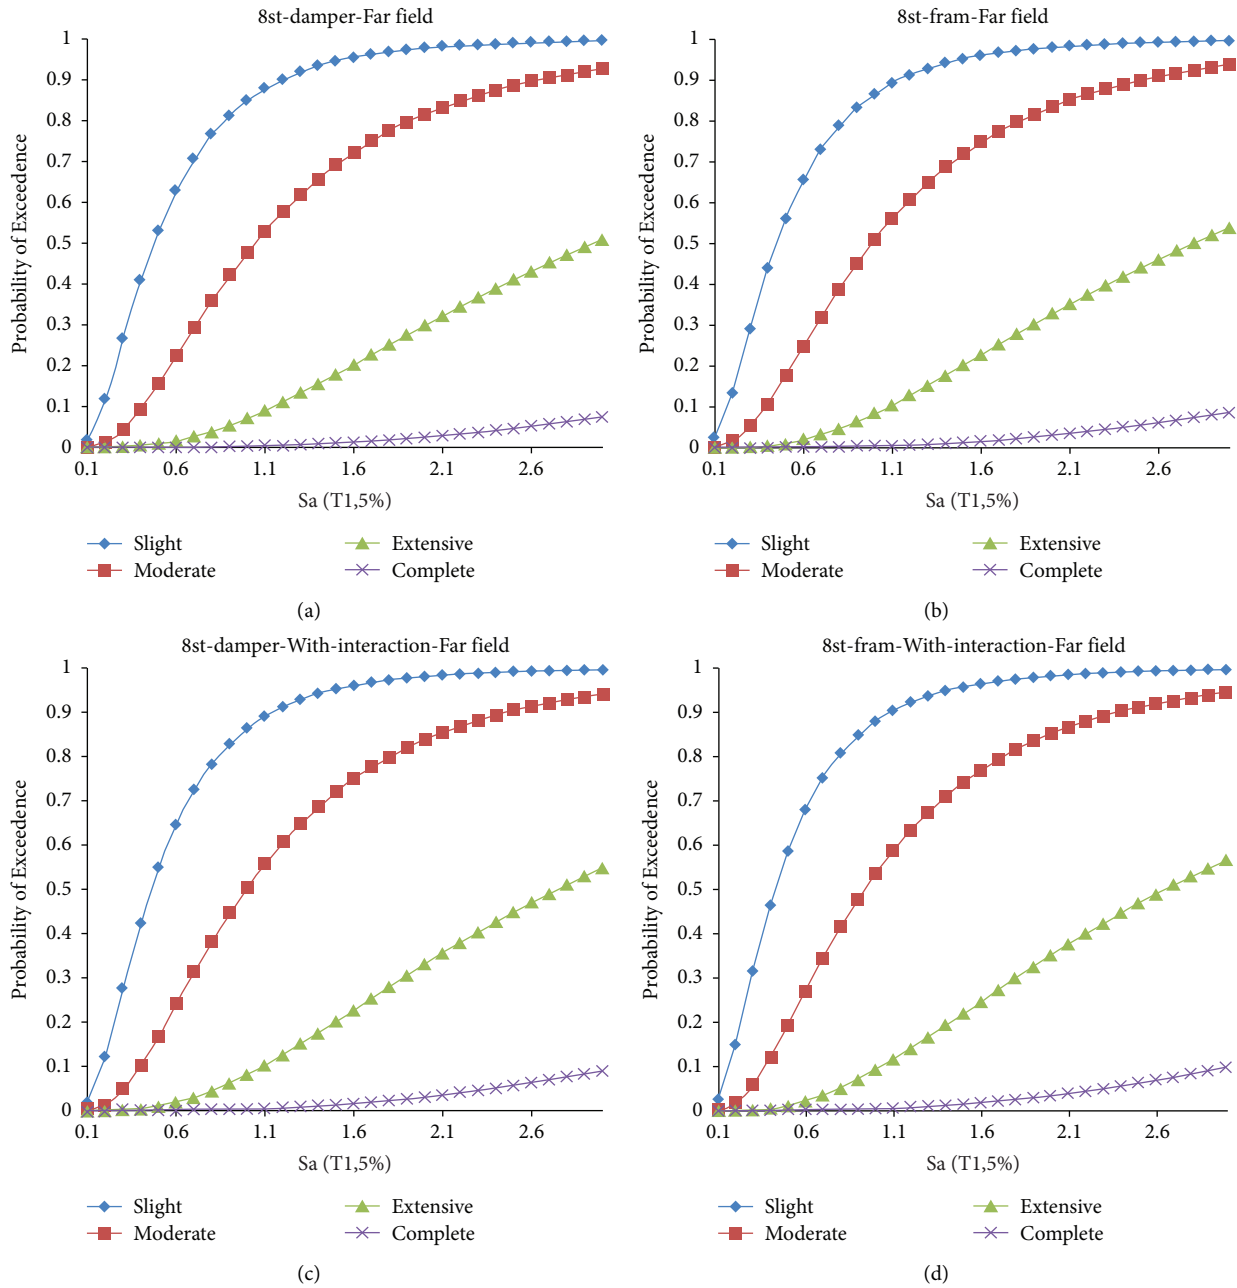 8st-damper-Far field
1
0.9
0.8
0.7
0.6
0.5
0.4
0.3
0.2
0.1
0
Probability of Exceedence
0.1 0.6 1.1 1.6 2.1 2.6
Sa (T1,5%)
Slight
Extensive
Moderate
Complete
(a)
8st-fram-Far field
1
0.9
0.8
0.7
0.6
0.5
0.4
0.3
0.2
0.1
0
Probability of Exceedence
0.1 0.6 1.1 1.6 2.1 2.6
Sa (T1,5%)
Slight
Extensive
Moderate
Complete
(b)
8st-damper-With-interaction-Far field
1
0.9
0.8
0.7
0.6
0.5
0.4
0.3
0.2
0.1
0
Probability of Exceedence
0.1 0.6 1.1 1.6 2.1 2.6
Sa (T1,5%)
Slight
Extensive
Moderate
Complete
(c)
8st-fram-With-interaction-Far field
1
0.9
0.8
0.7
0.6
0.5
0.4
0.3
0.2
0.1
0
Probability of Exceedence
0.1 0.6 1.1 1.6 2.1 2.6
Sa (T1,5%)
Slight
Extensive
Moderate
Complete
(d)